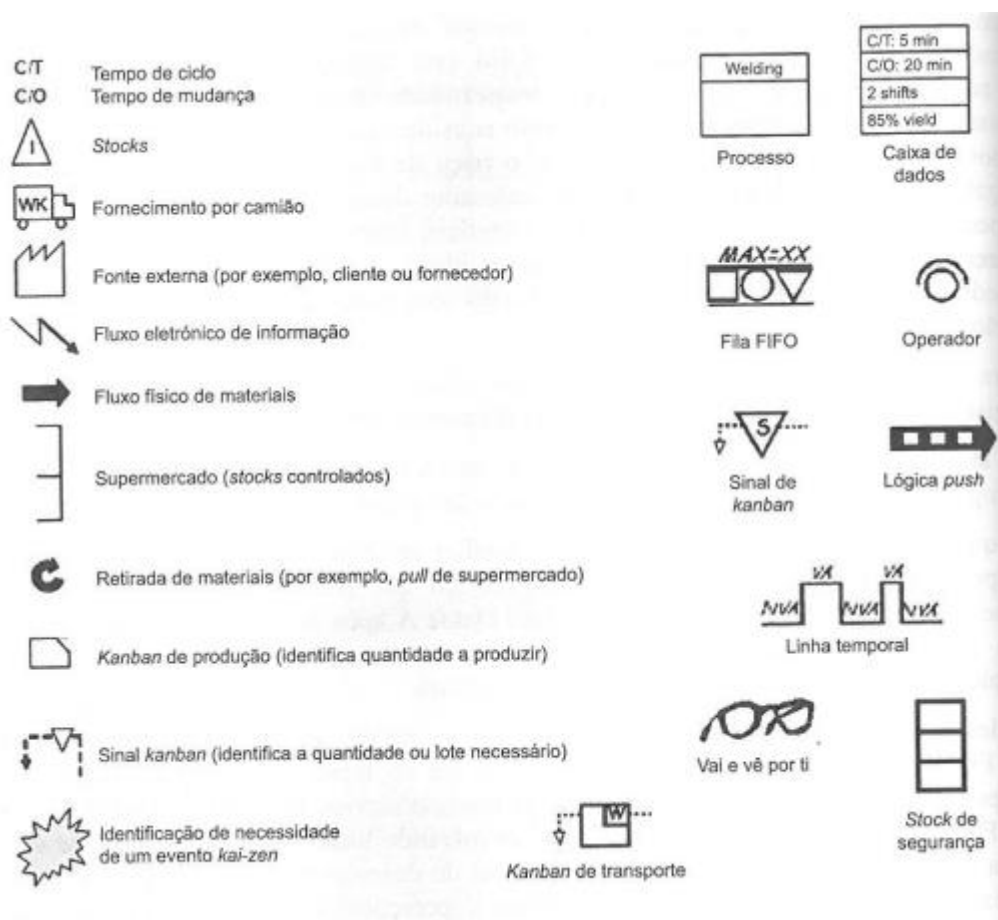 C/T
Tempo de ciclo
C/O
Tempo de mudança
I
Stocks
WK
Fornecimento por camião
Fonte externa (por exemplo, cliente ou fornecedor)
Fluxo eletrónico de informação
Fluxo físico de materiais
Supermercado (stocks controlados)
Retirada de materiais (por exemplo, pull de supermercado)
Kanban de produção (identifica quantidade a produzir)
Sinal kanban (identifica a quantidade ou lote necessário)
Identificação de necessidade
de um evento kai-zen
Welding
Processo
C/T: 5 min
C/O: 20 min
2 shifts
85% yield
Caixa de
dados
MAX=XX
Fila FIFO
Operador
S
Sinal de
kanban
Lógica push
VA
VA
NVA
NVA
NVA
Linha temporal
Vai e vê por ti
Stock de
segurança
W
Kanban de transporte